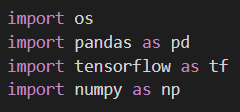 import os
import pandas as pd
import tensorflow as tf
import numpy as np